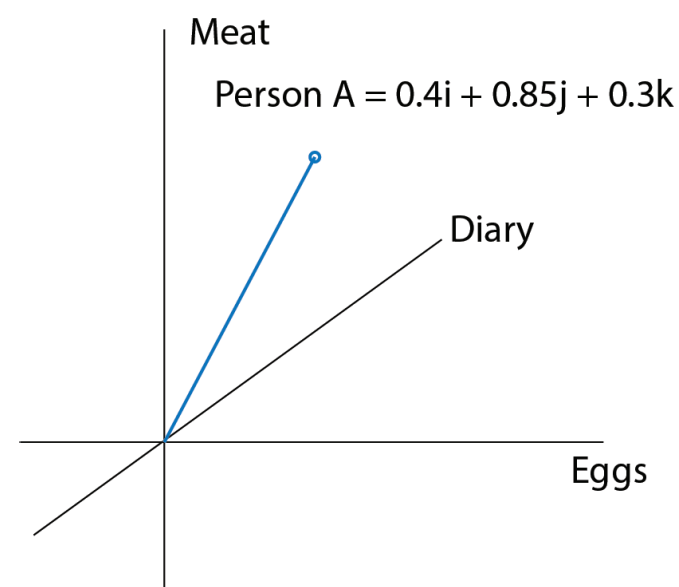 Meat
Person A = 0.4i + 0.85j + 0.3k
Diary
Eggs